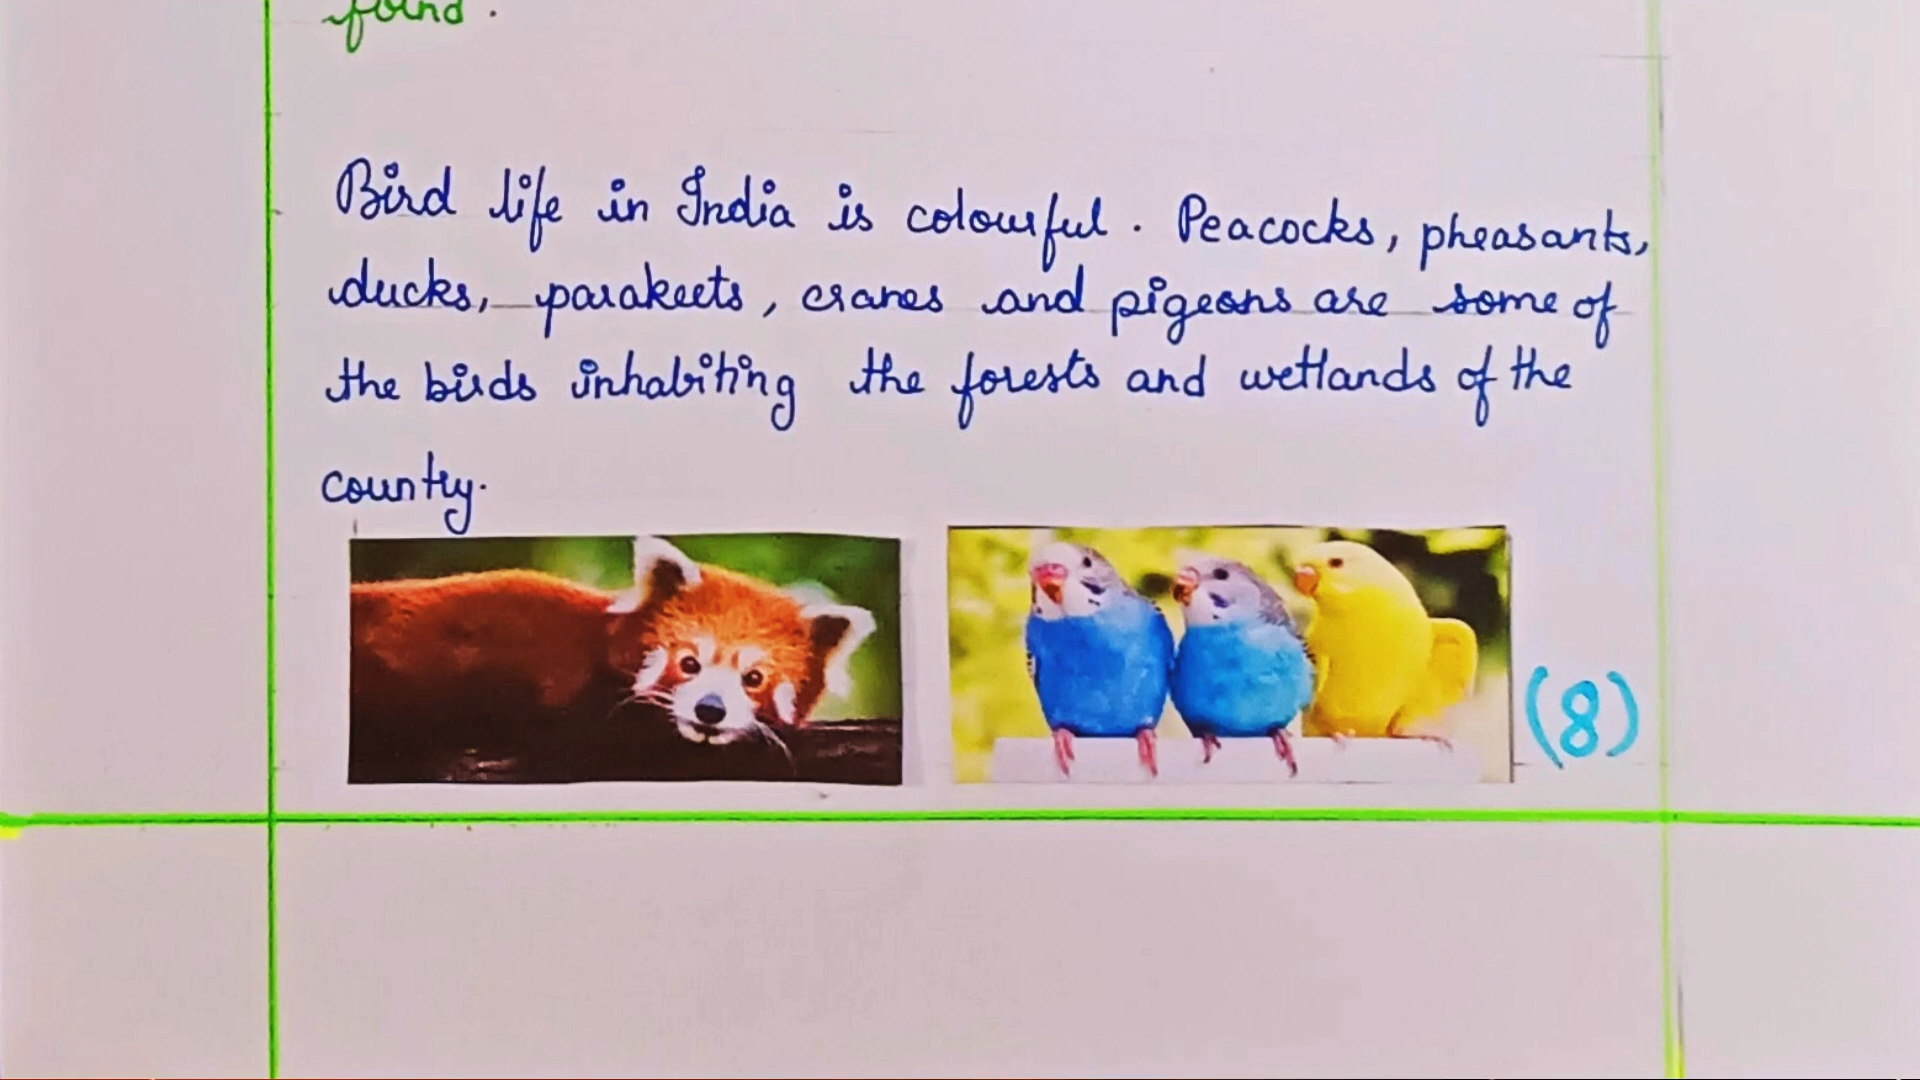 found.
Bird life in India is colourful. Peacocks, pheasants,
ducks, parakeets, cranes and pigeons are some of
the birds inhabiting the forests and wetlands of the
country.
(8)